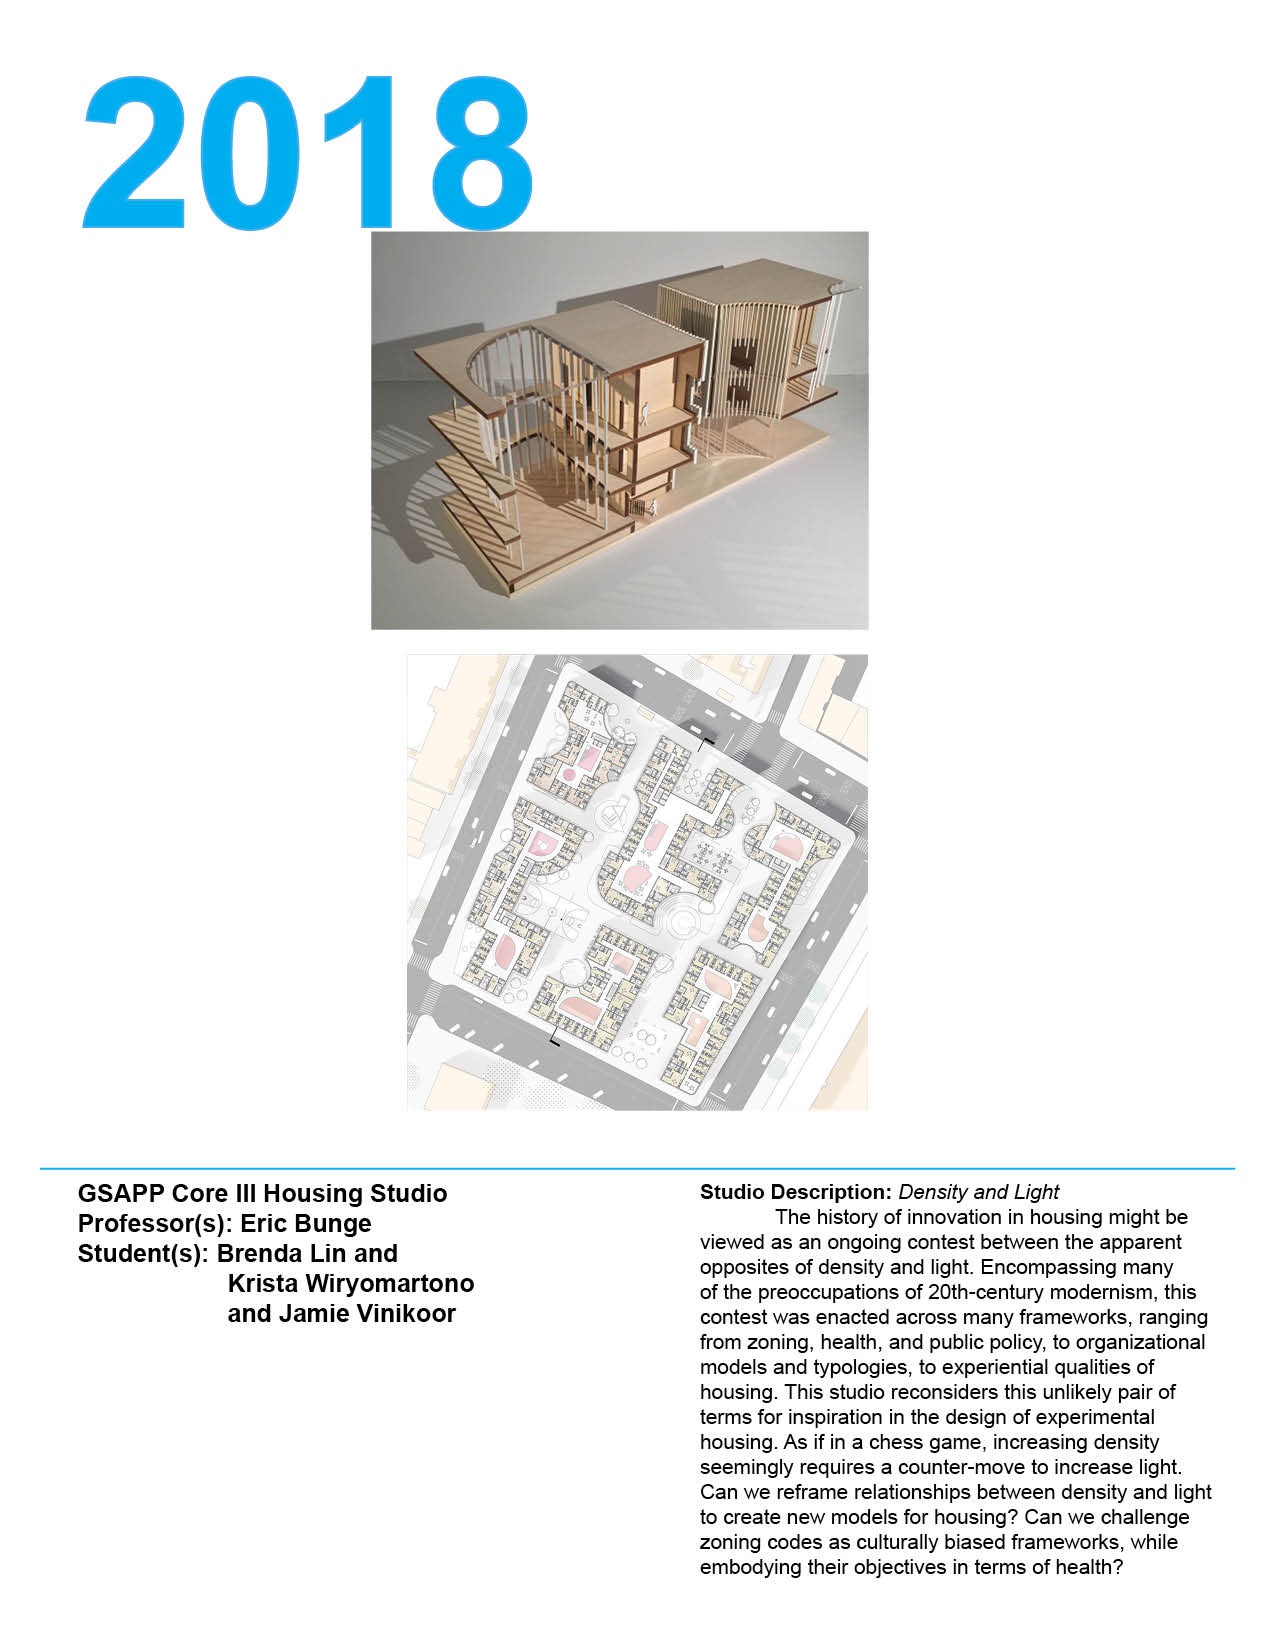 2018
GSAPP Core III Housing Studio
Professor(s): Eric Bunge
Student(s): Brenda Lin and
Krista Wiryomartono
and Jamie Vinikoor
Studio Description: Density and Light
The history of innovation in housing might be
viewed as an ongoing contest between the apparent
opposites of density and light. Encompassing many
of the preoccupations of 20th-century modernism, this
contest was enacted across many frameworks, ranging
from zoning, health, and public policy, to organizational
models and typologies, to experiential qualities of
housing. This studio reconsiders this unlikely pair of
terms for inspiration in the design of experimental
housing. As if in a chess game, increasing density
seemingly requires a counter-move to increase light.
Can we reframe relationships between density and light
to create new models for housing? Can we challenge
zoning codes as culturally biased frameworks, while
embodying their objectives in terms of health?